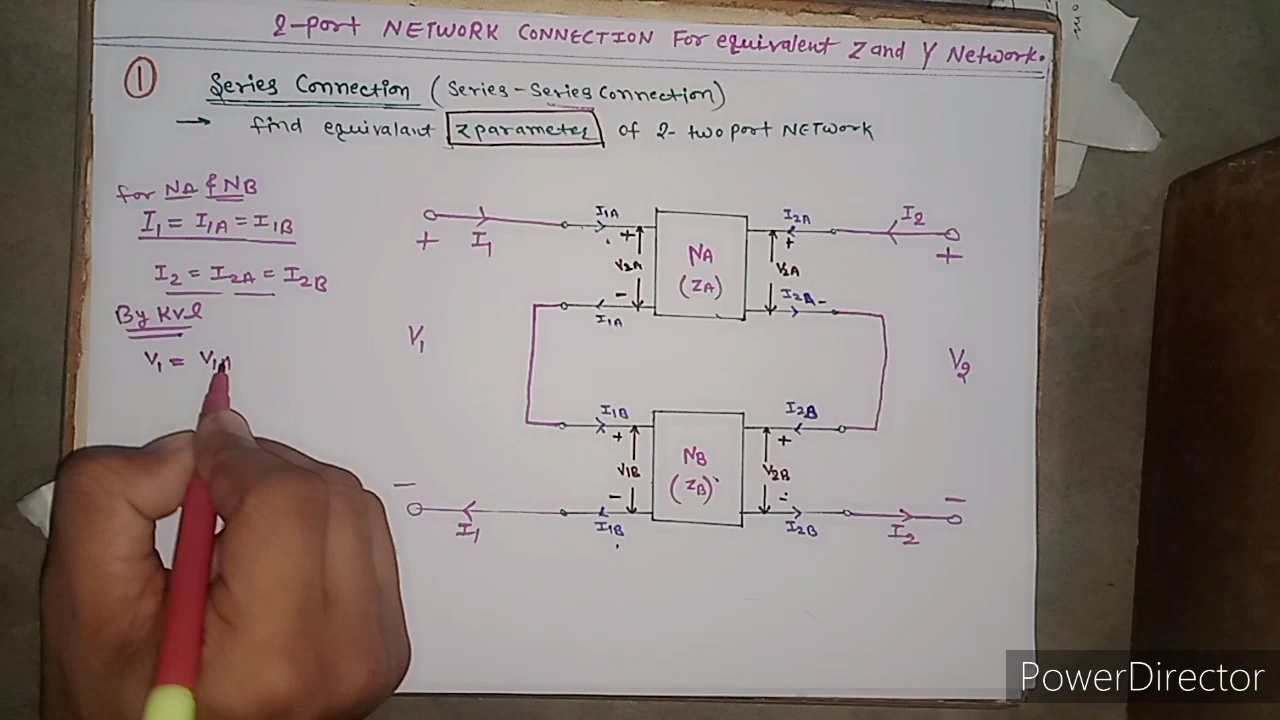 2-port NETWORK CONNECTION For equivalent Z and Y Network.
1 Series Connection (Series-Series Connection)
→ find equivalant z parameter of 2- two port NETWORK
for NA & NB
I1 = I1A = I1B
I2 = I2A = I2B
By Kvl
V1 = V1A
I1A
NA
(ZA)
I2A
I2
+
I1
+
V2A
-
+
V2A
-
+
I1A
I2A
V1
V2
I1B
NB
(ZB)
I2B
+
V1B
-
+
V2B
-
-
I1
I1B
I2B
-
I2
PowerDirector